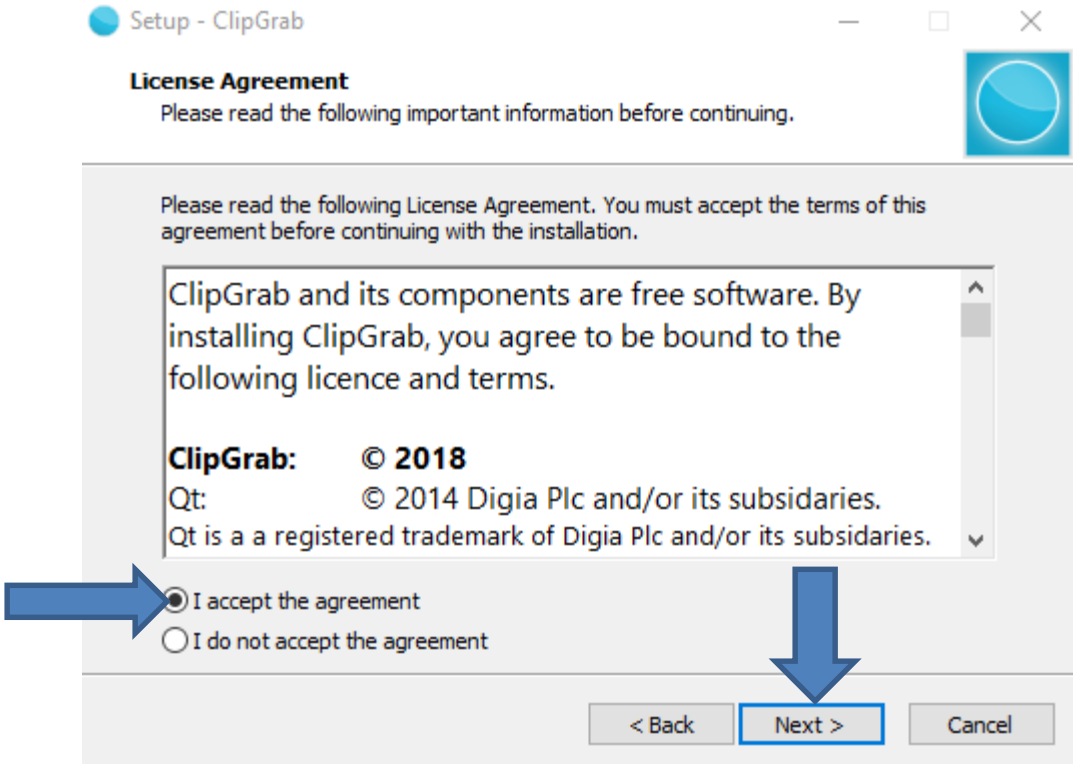 Setup - ClipGrab
License Agreement
Please read the following important information before continuing.
Please read the following License Agreement. You must accept the terms of this
agreement before continuing with the installation.
ClipGrab and its components are free software. By
installing ClipGrab, you agree to be bound to the
following licence and terms.
ClipGrab: © 2018
Qt: © 2014 Digia Plc and/or its subsidaries.
Qt is a a registered trademark of Digia Plc and/or its subsidaries.
I accept the agreement
I do not accept the agreement
< Back Next > Cancel